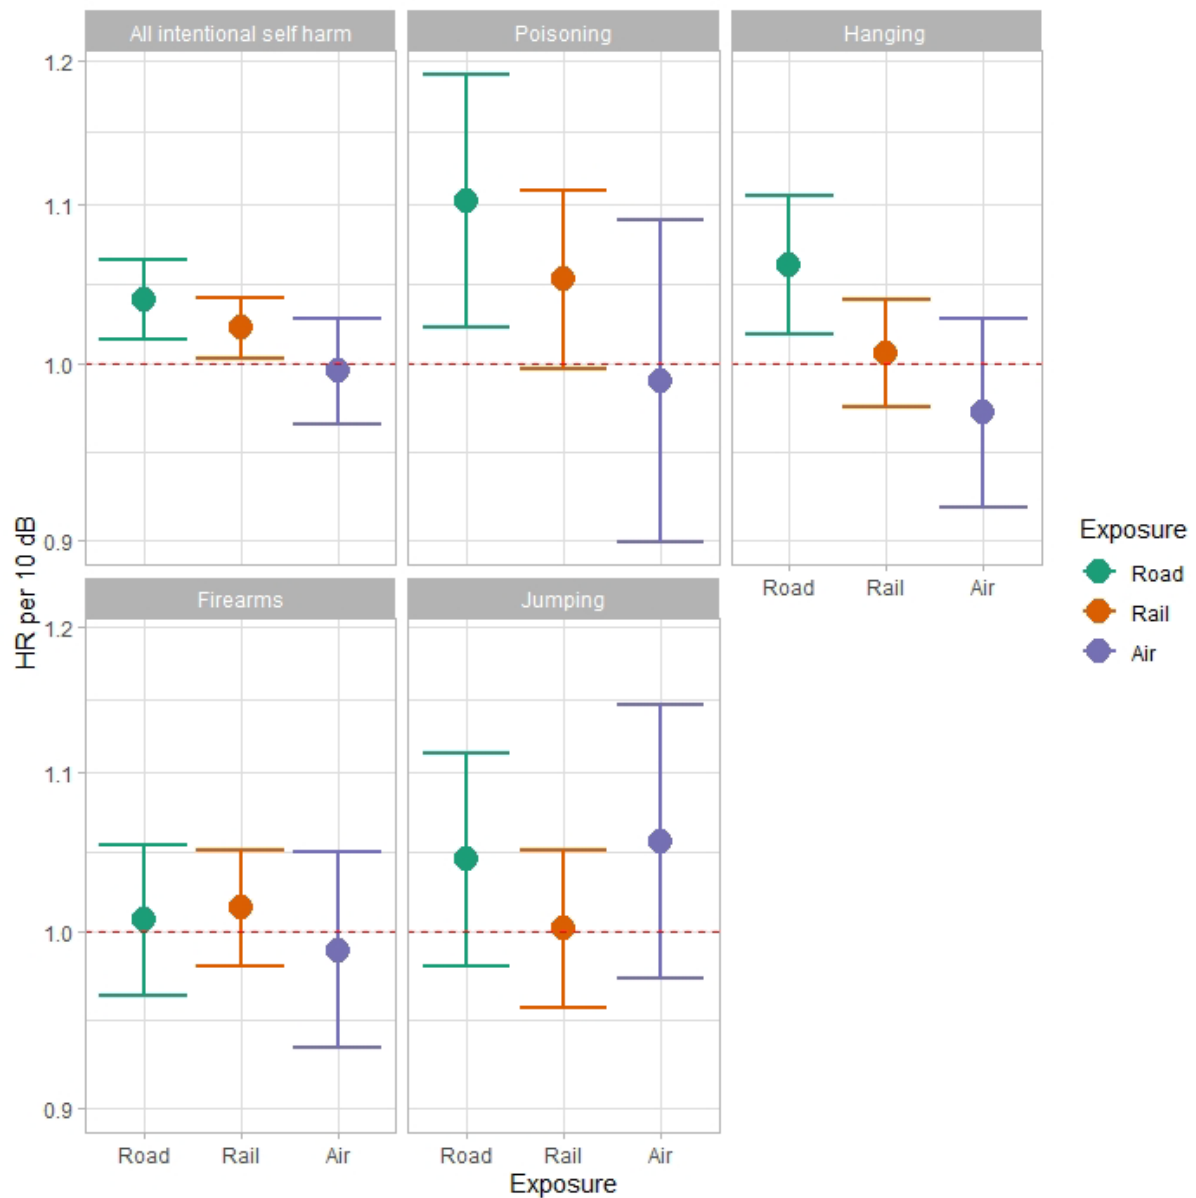 All intentional self harm
Poisoning
Hanging
1.2
1.1
1.0
0.9
Road Rail Air
Firearms
Jumping
1.2
1.1
1.0
0.9
Road Rail Air
Road Rail Air
Exposure
HR per 10 dB
Exposure
Road
Rail
Air